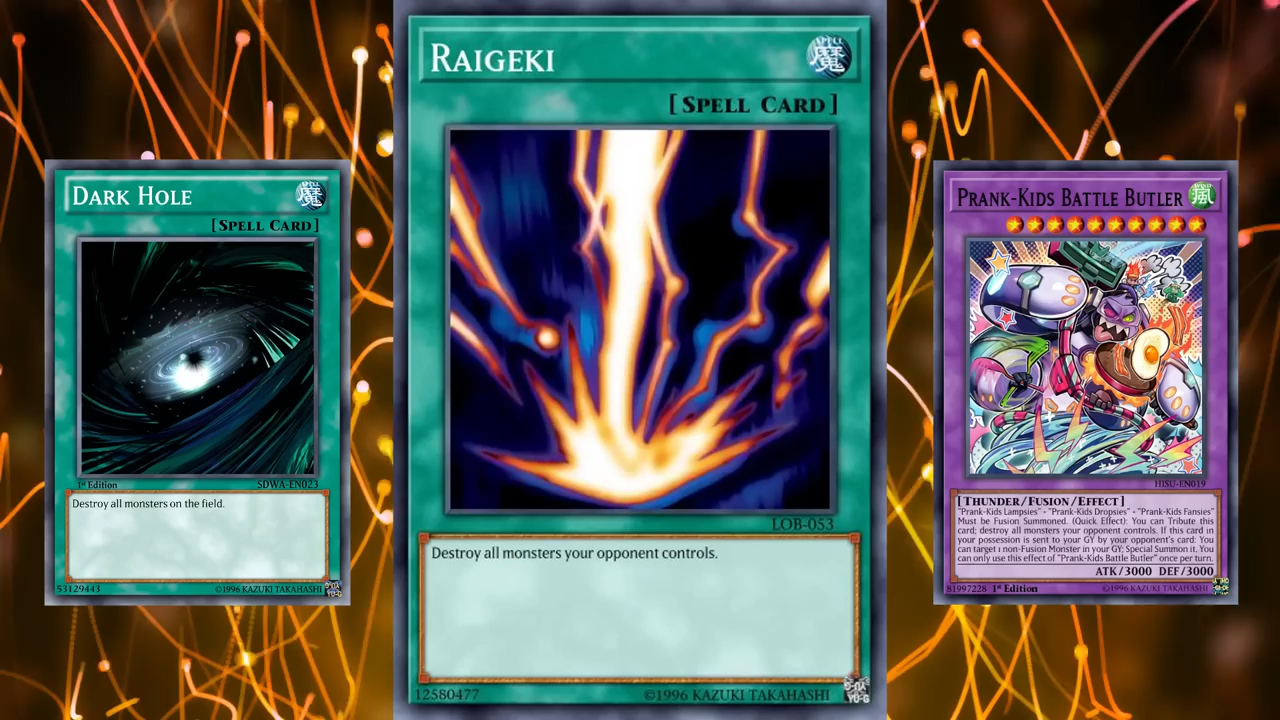 DARK HOLE
[SPELL CARD]
1st Edition
SDWA-EN023
Destroy all monsters on the field.
53129443
©1996 KAZUKI TAKAHASHI
RAIGEKI
SPELL
魔
[SPELL CARD]
LOB-053
Destroy all monsters your opponent controls.
12580477
©1996 KAZUKI TAKAHASHI
PRANK-KIDS BATTLE BUTLER
WIND
風
HISU-EN019
[THUNDER/FUSION/EFFECT]
"Prank-Kids Lampsies" + "Prank-Kids Dropsies" + "Prank-Kids Fansies"
Must be Fusion Summoned. (Quick Effect): You can Tribute this
card; destroy all monsters your opponent controls. If this card in
your possession is sent to your GY by your opponent's card: You
can target 1 non-Fusion Monster in your GY; Special Summon it. You
can only use this effect of "Prank-Kids Battle Butler" once per turn.
ATK/3000 DEF/3000
81997228 1st Edition
©1996 KAZUKI TAKAHASHI